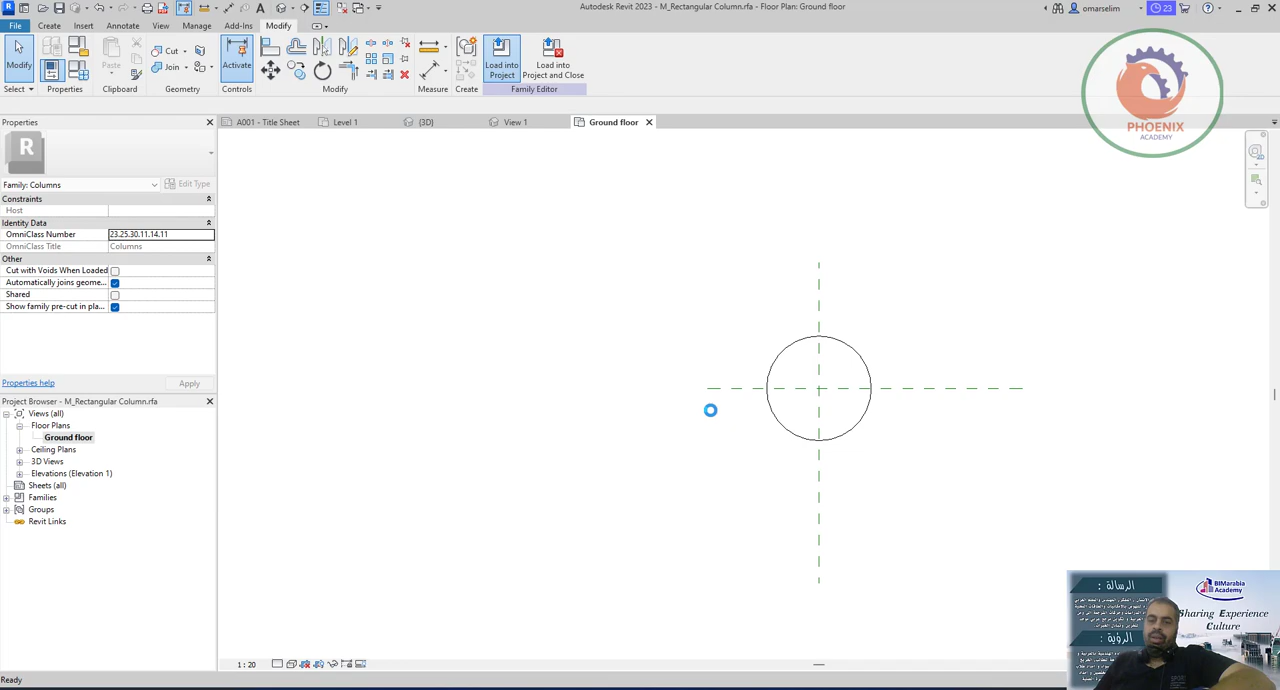 Autodesk Revit 2023 - M_Rectangular Column.rfa - Floor Plan: Ground floor
omarselim
23
File
Create
Insert
Annotate
View
Manage
Add-Ins
Modify
Modify
Paste
Cut
Join
Activate
Load into
Project
Load into
Project and Close
Select
Properties
Clipboard
Geometry
Controls
Modify
Measure
Create
Family Editor
PHOENIX
ACADEMY
Properties
A001 - Title Sheet
Level 1
{3D}
View 1
Ground floor
R
Family: Columns
Edit Type
Constraints
Host
Identity Data
OmniClass Number 23.25.30.11.14.11
OmniClass Title Columns
Other
Cut with Voids When Loaded
Automatically joins geome...
Shared
Show family pre-cut in pla...
Properties help
Apply
Project Browser - M_Rectangular Column.rfa
Views (all)
Floor Plans
Ground floor
Ceiling Plans
3D Views
Elevations (Elevation 1)
Sheets (all)
Families
Groups
Revit Links
1 : 20
Ready
الرسالة :
الرؤية :
BIMarabia
Academy
Sharing Experience
Culture